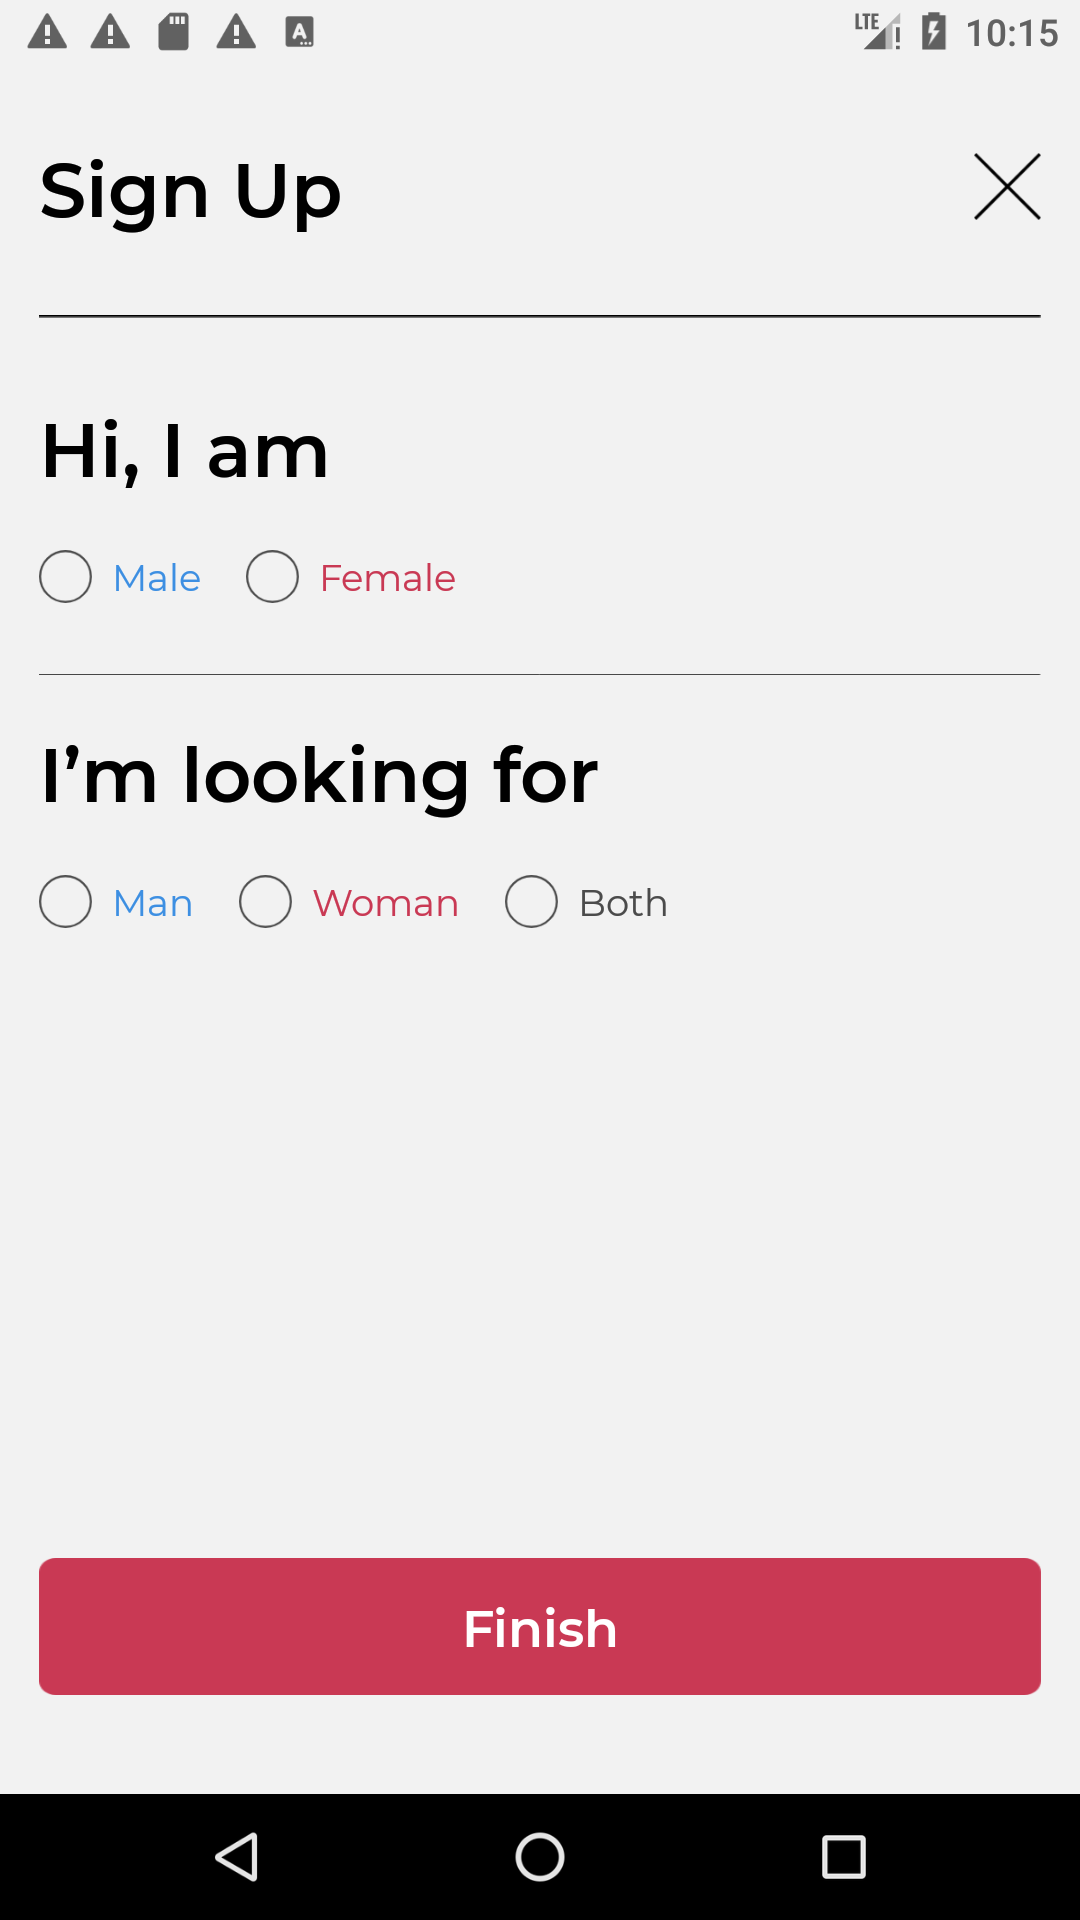 LTE 10:15
Sign Up
Hi, I am
Male Female
I’m looking for
Man Woman Both
Finish